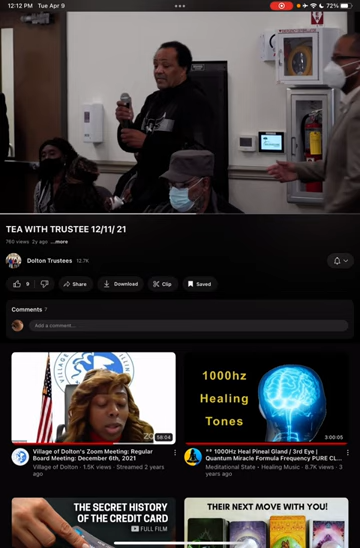 12:12 PM Tue Apr 9
72%
TEA WITH TRUSTEE 12/11/ 21
760 views 2y ago ...more
Dolton Trustees 12.7K
9
Share
Download
Clip
Saved
Comments 7
Add a comment...
58:04
1000hz
Healing
Tones
3:00:05
Village of Dolton's Zoom Meeting: Regular
Board Meeting: December 6th, 2021
Village of Dolton · 1.5K views · Streamed 2 years
ago
** 1000Hz Heal Pineal Gland / 3rd Eye |
Quantum Miracle Formula Frequency PURE CL...
Meditational State - Healing Music · 8.7K views · 3
years ago
THE SECRET HISTORY
OF THE CREDIT CARD
FULL FILM
THEIR NEXT MOVE WITH YOU!